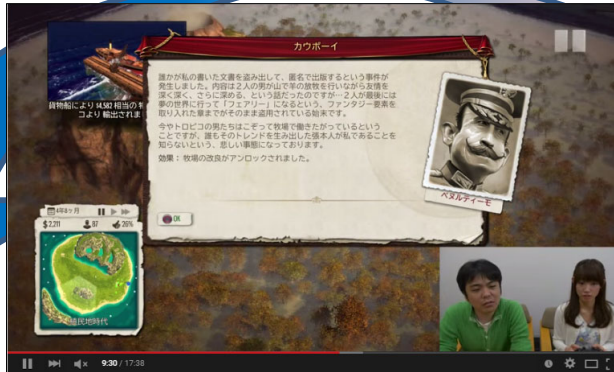 カウボーイ
誰かが私の書いた文書を盗み出して、匿名で出版するという事件が
発生しました。内容は２人の男が山で羊の放牧を行いながら友情を
深く深く、さらに深める、という話だったのですが…２人が最後には
夢の世界に行って「フェアリー」になるという、ファンタジー要素を
取り入れた章までがそのまま盗用されている始末です。
今やトロピコの男たちはこぞって牧場で働きたがっているという
ことですが、誰もそのトレンドを生み出した張本人が私であることを
知らないという、悲しい事態になっております。
効果：牧場の改良がアンロックされました。
OK
ペヌルティーモ
貨物船により 14,582 相当の
コより 輸出されま
4年8ヶ月
$2,211 87 26%
植民地時代
9:30 / 17:38